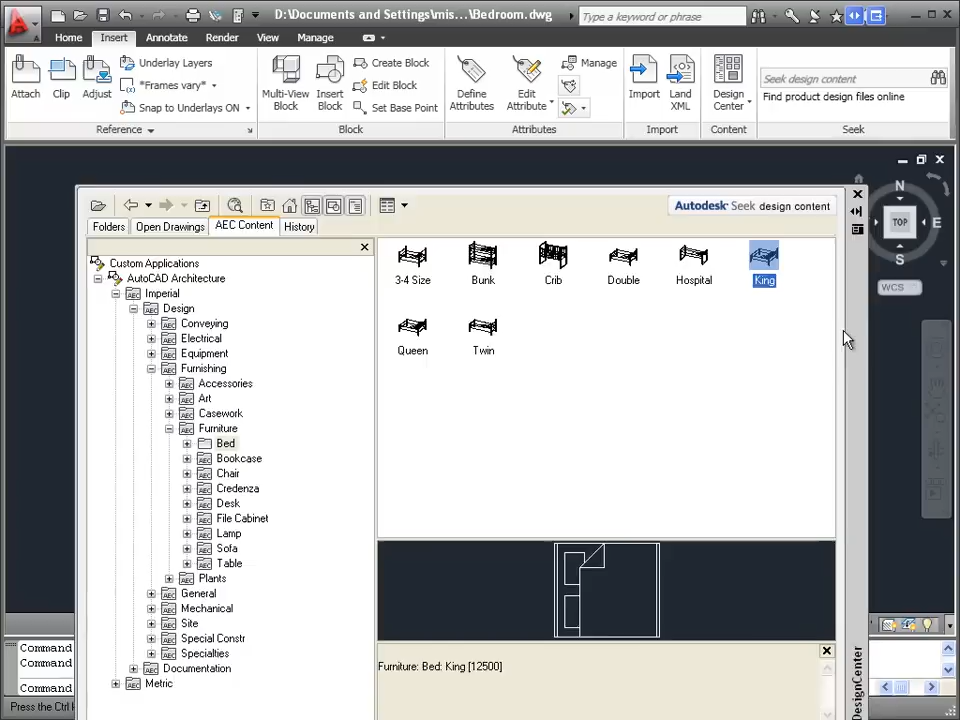 D:\Documents and Settings\mis...\Bedroom.dwg
Type a keyword or phrase
Home Insert Annotate Render View Manage
Attach
Clip
Adjust
Underlay Layers
*Frames vary*
Snap to Underlays ON
Reference
Multi-View
Block
Insert
Block
Create Block
Edit Block
Set Base Point
Block
Define
Attributes
Edit
Attribute
Manage
Attributes
Import
Land
XML
Import
Design
Center
Content
Seek design content
Find product design files online
Seek
N
TOP
E
S
WCS
Autodesk Seek design content
Folders Open Drawings AEC Content History
Custom Applications
AutoCAD Architecture
Imperial
Design
Conveying
Electrical
Equipment
Furnishing
Accessories
Art
Casework
Furniture
Bed
Bookcase
Chair
Credenza
Desk
File Cabinet
Lamp
Sofa
Table
Plants
General
Mechanical
Site
Special Constr
Specialties
Documentation
Metric
3-4 Size Bunk Crib Double Hospital King
Queen Twin
Furniture: Bed: King [12500]
DesignCenter
Command
Command
Command
Press the Ctrl